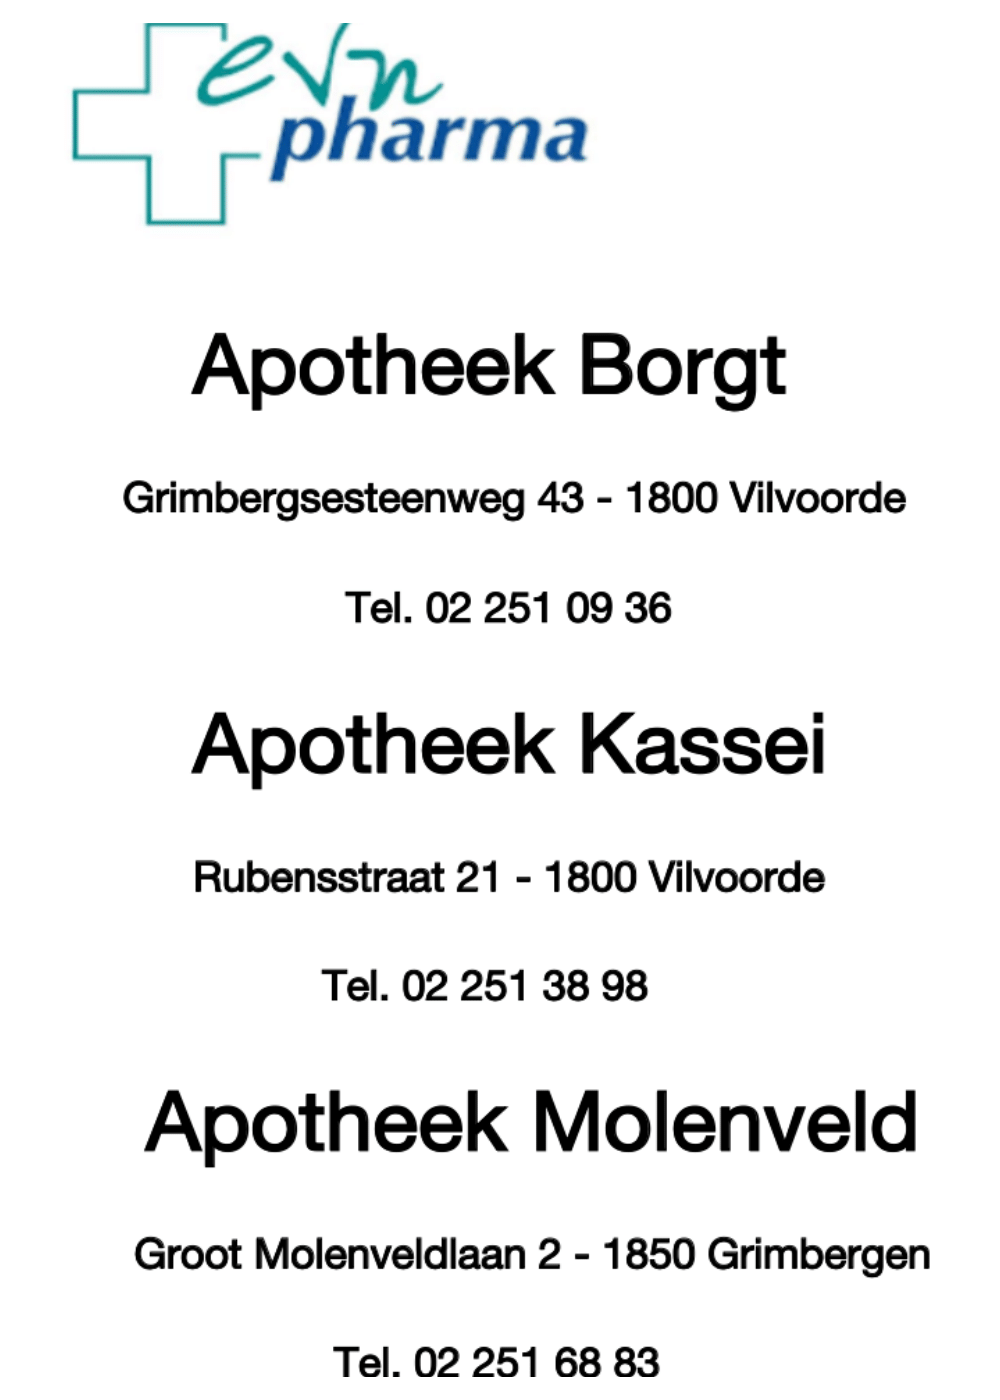 evn
pharma
Apotheek Borgt
Grimbergsesteenweg 43 - 1800 Vilvoorde
Tel. 02 251 09 36
Apotheek Kassei
Rubensstraat 21 - 1800 Vilvoorde
Tel. 02 251 38 98
Apotheek Molenveld
Groot Molenveldlaan 2 - 1850 Grimbergen
Tel. 02 251 68 83